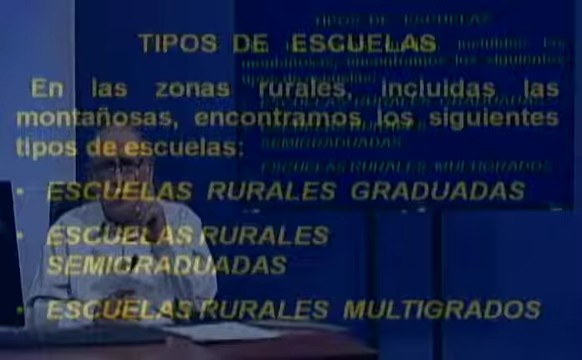 TIPOS DE ESCUELAS
En las zonas rurales, incluidas las
montañosas, encontramos los siguientes
tipos de escuelas:
• ESCUELAS RURALES GRADUADAS
• ESCUELAS RURALES
SEMIGRADUADAS
• ESCUELAS RURALES MULTIGRADOS